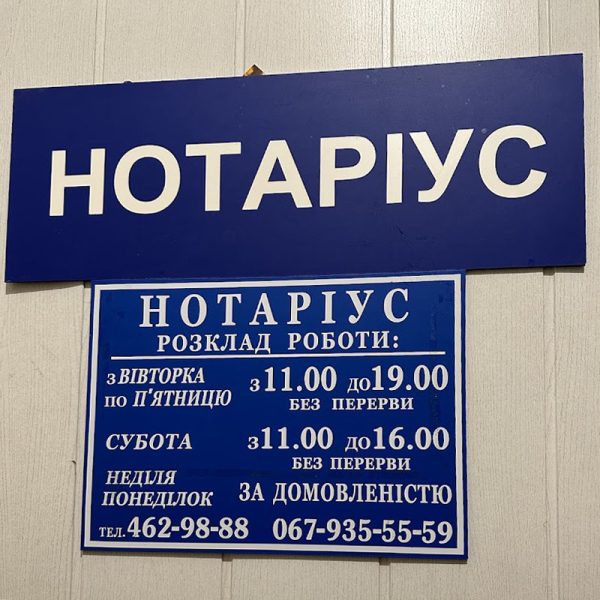 НОТАРІУС
НОТАРІУС
РОЗКЛАД РОБОТИ:
з ВІВТОРКА
по П'ЯТНИЦЮ
з 11.00 до 19.00
БЕЗ ПЕРЕРВИ
СУБОТА
з 11.00 до 16.00
БЕЗ ПЕРЕРВИ
НЕДІЛЯ
ПОНЕДІЛОК
ЗА ДОМОВЛЕНІСТЮ
ТЕЛ. 462-98-88 067-935-55-59